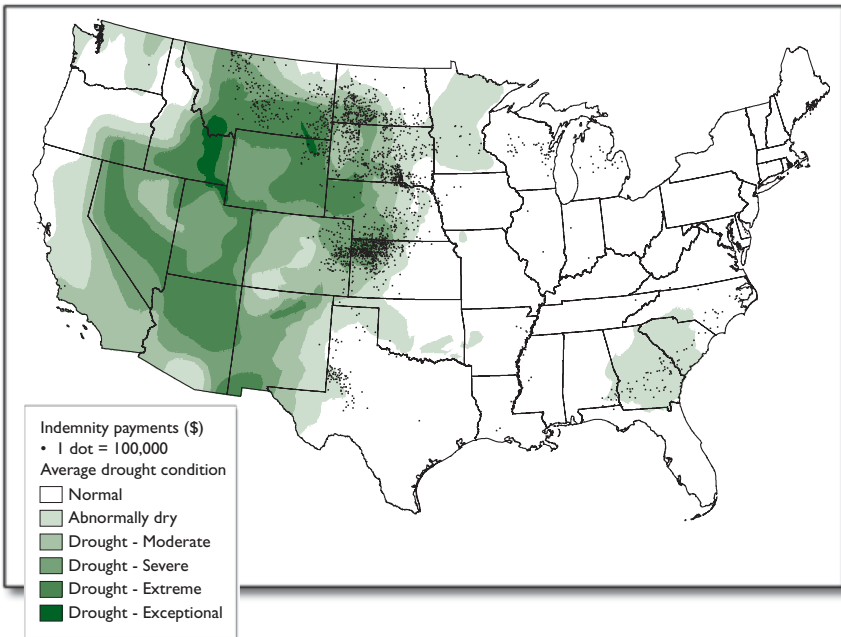 Indemnity payments ($)
• 1 dot = 100,000
Average drought condition
Normal
Abnormally dry
Drought - Moderate
Drought - Severe
Drought - Extreme
Drought - Exceptional